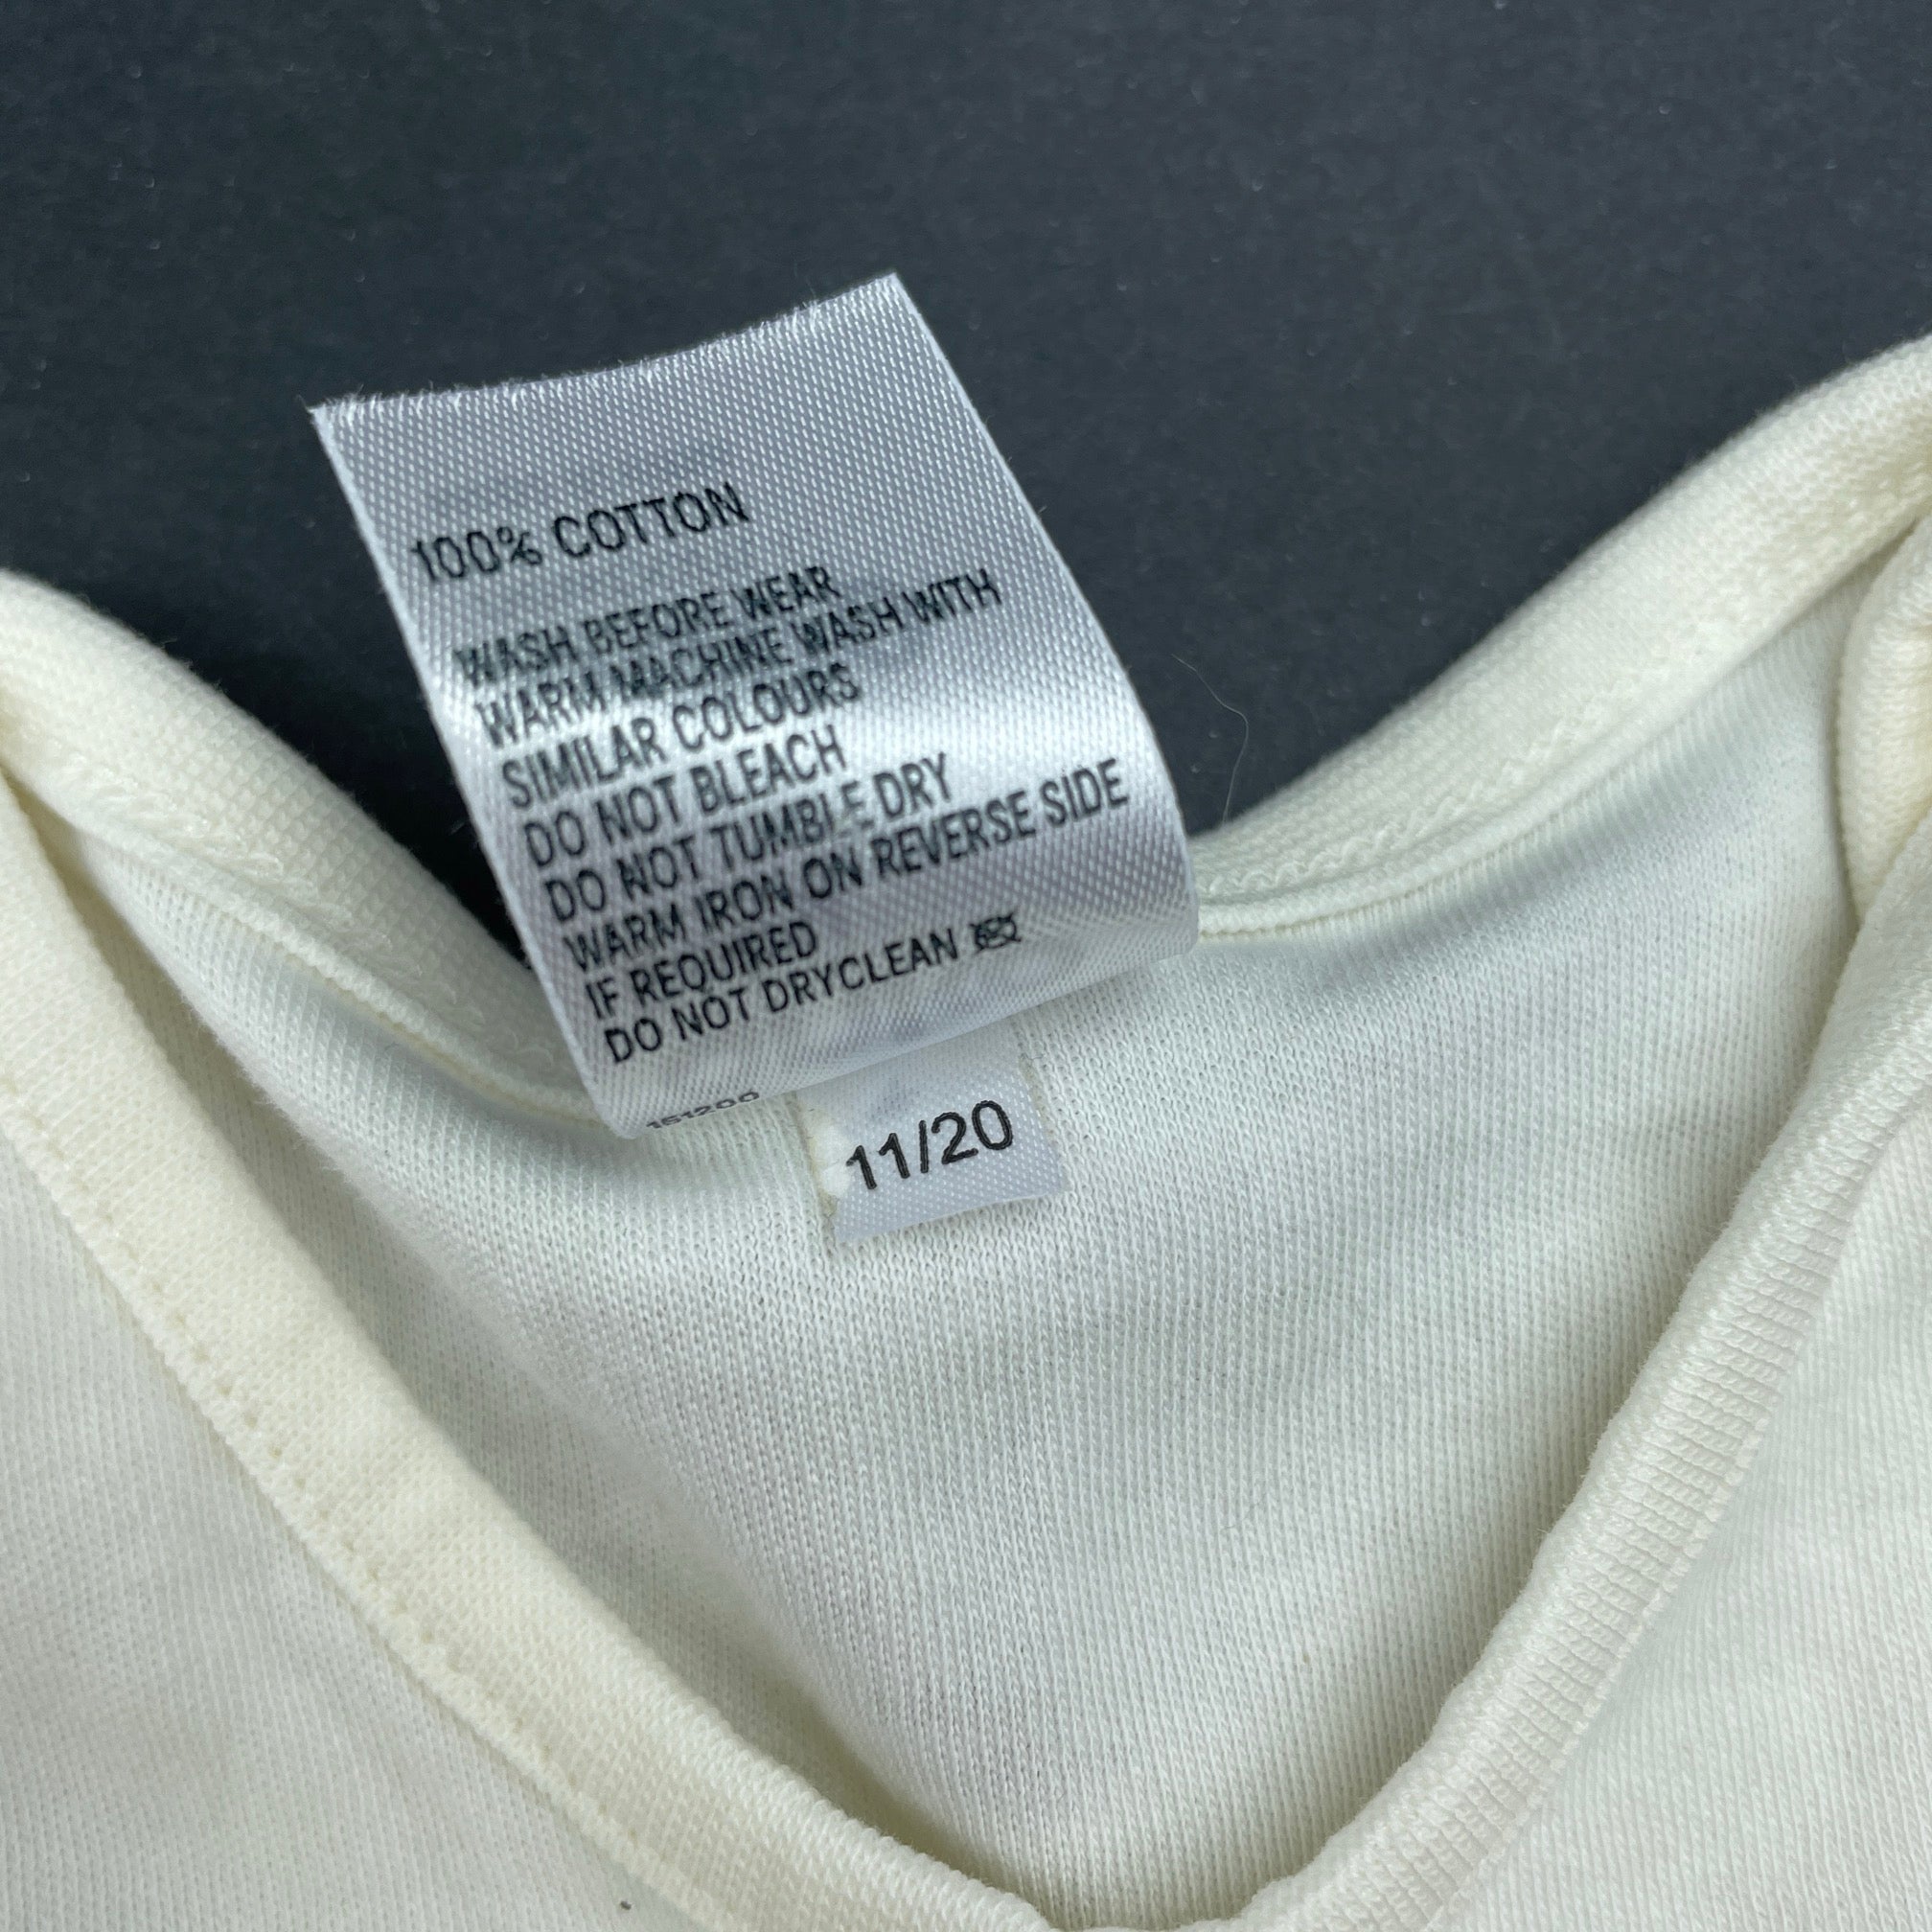 100% COTTON
WASH BEFORE WEAR
WARM MACHINE WASH WITH
SIMILAR COLOURS
DO NOT BLEACH
DO NOT TUMBLE DRY
WARM IRON ON REVERSE SIDE
IF REQUIRED
DO NOT DRYCLEAN
151200
11/20